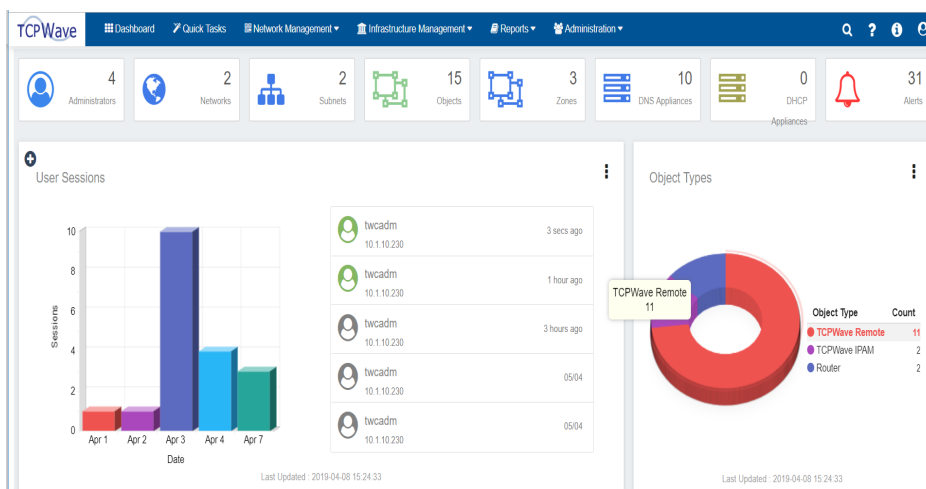 TCPWave Dashboard Quick Tasks Network Management Infrastructure Management Reports Administration
4
Administrators
2
Networks
2
Subnets
15
Objects
3
Zones
10
DNS Appliances
0
DHCP
Appliances
31
Alerts
User Sessions
10
8
6
4
2
0
Sessions
Apr 1 Apr 2 Apr 3 Apr 4 Apr 7
Date
twcadm
10.1.10.230
3 secs ago
twcadm
10.1.10.230
1 hour ago
twcadm
10.1.10.230
3 hours ago
twcadm
10.1.10.230
05/04
twcadm
10.1.10.230
05/04
Last Updated : 2019-04-08 15:24:33
Object Types
TCPWave Remote
11
Object Type Count
TCPWave Remote 11
TCPWave IPAM 2
Router 2
Last Updated : 2019-04-08 15:24:33